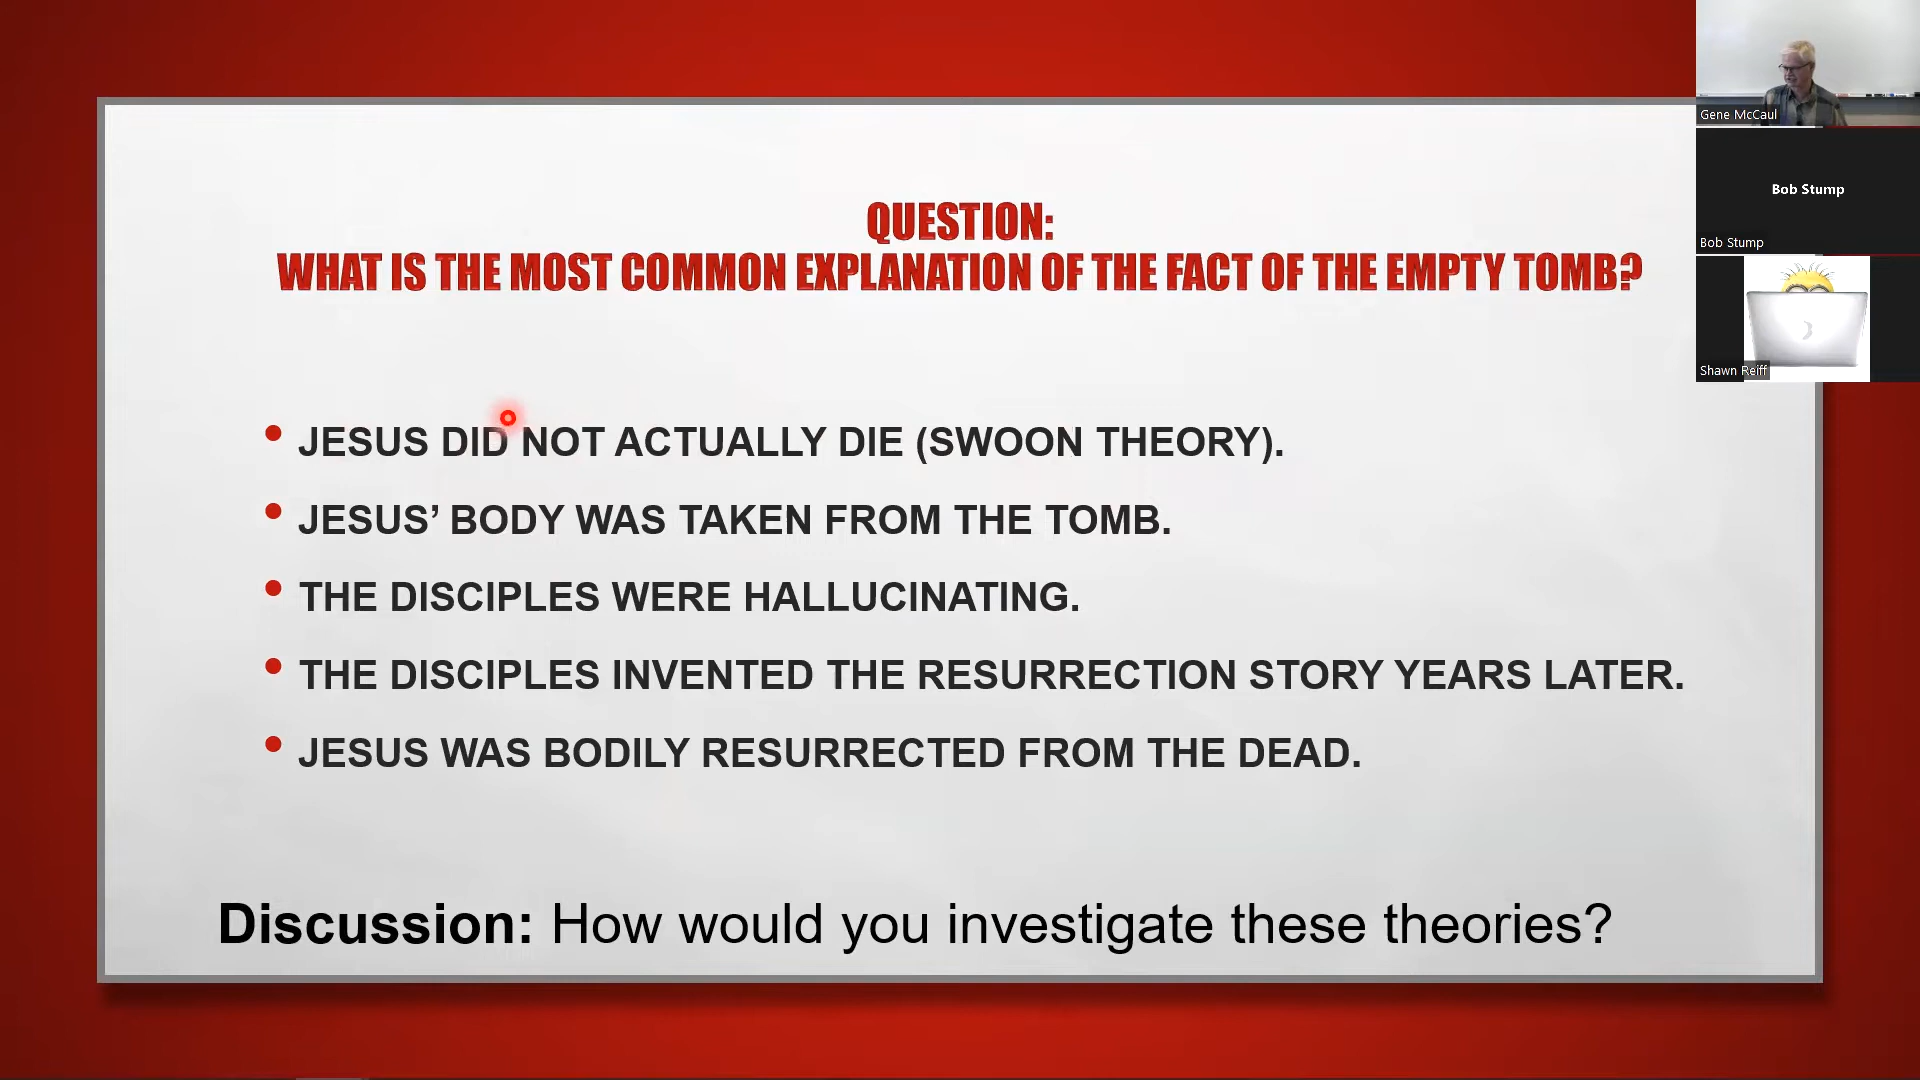 QUESTION:
WHAT IS THE MOST COMMON EXPLANATION OF THE FACT OF THE EMPTY TOMB?
• JESUS DID NOT ACTUALLY DIE (SWOON THEORY).
• JESUS’ BODY WAS TAKEN FROM THE TOMB.
• THE DISCIPLES WERE HALLUCINATING.
• THE DISCIPLES INVENTED THE RESURRECTION STORY YEARS LATER.
• JESUS WAS BODILY RESURRECTED FROM THE DEAD.
Discussion: How would you investigate these theories?
Gene McCaul
Bob Stump
Bob Stump
Shawn Reiff